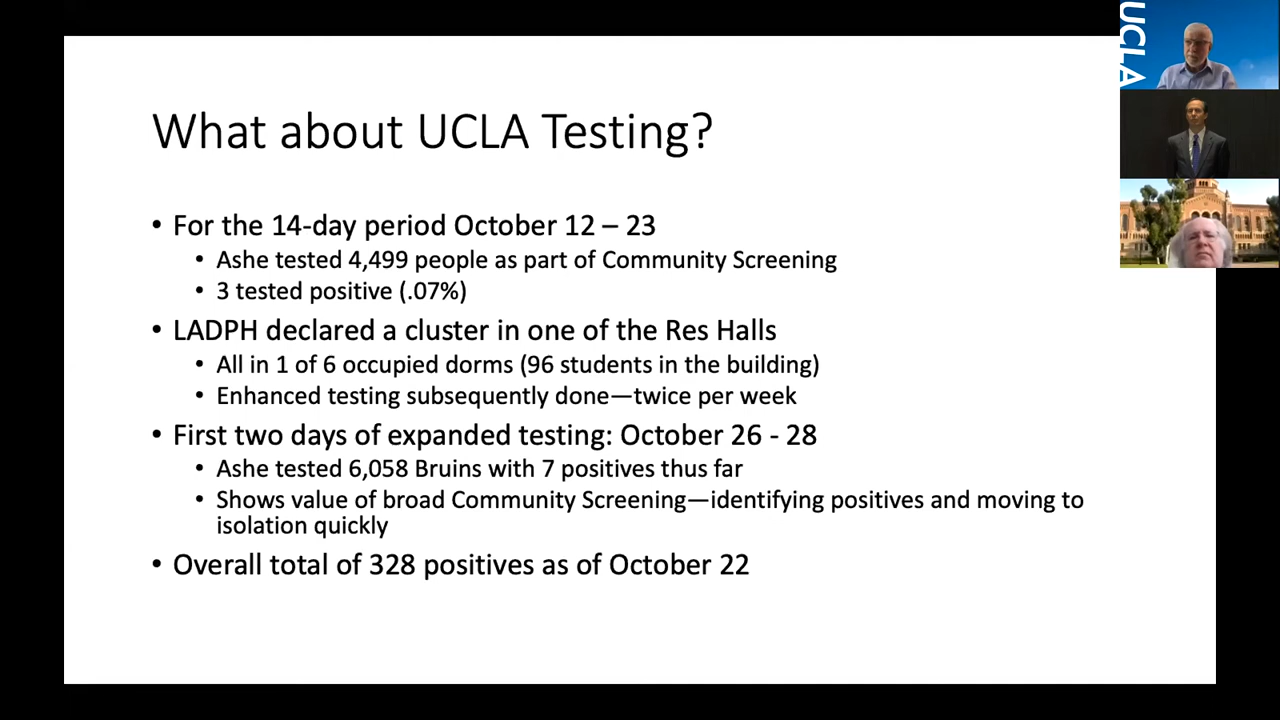 What about UCLA Testing?
• For the 14-day period October 12 – 23
• Ashe tested 4,499 people as part of Community Screening
• 3 tested positive (.07%)
• LADPH declared a cluster in one of the Res Halls
• All in 1 of 6 occupied dorms (96 students in the building)
• Enhanced testing subsequently done—twice per week
• First two days of expanded testing: October 26 - 28
• Ashe tested 6,058 Bruins with 7 positives thus far
• Shows value of broad Community Screening—identifying positives and moving to
isolation quickly
• Overall total of 328 positives as of October 22
UCLA